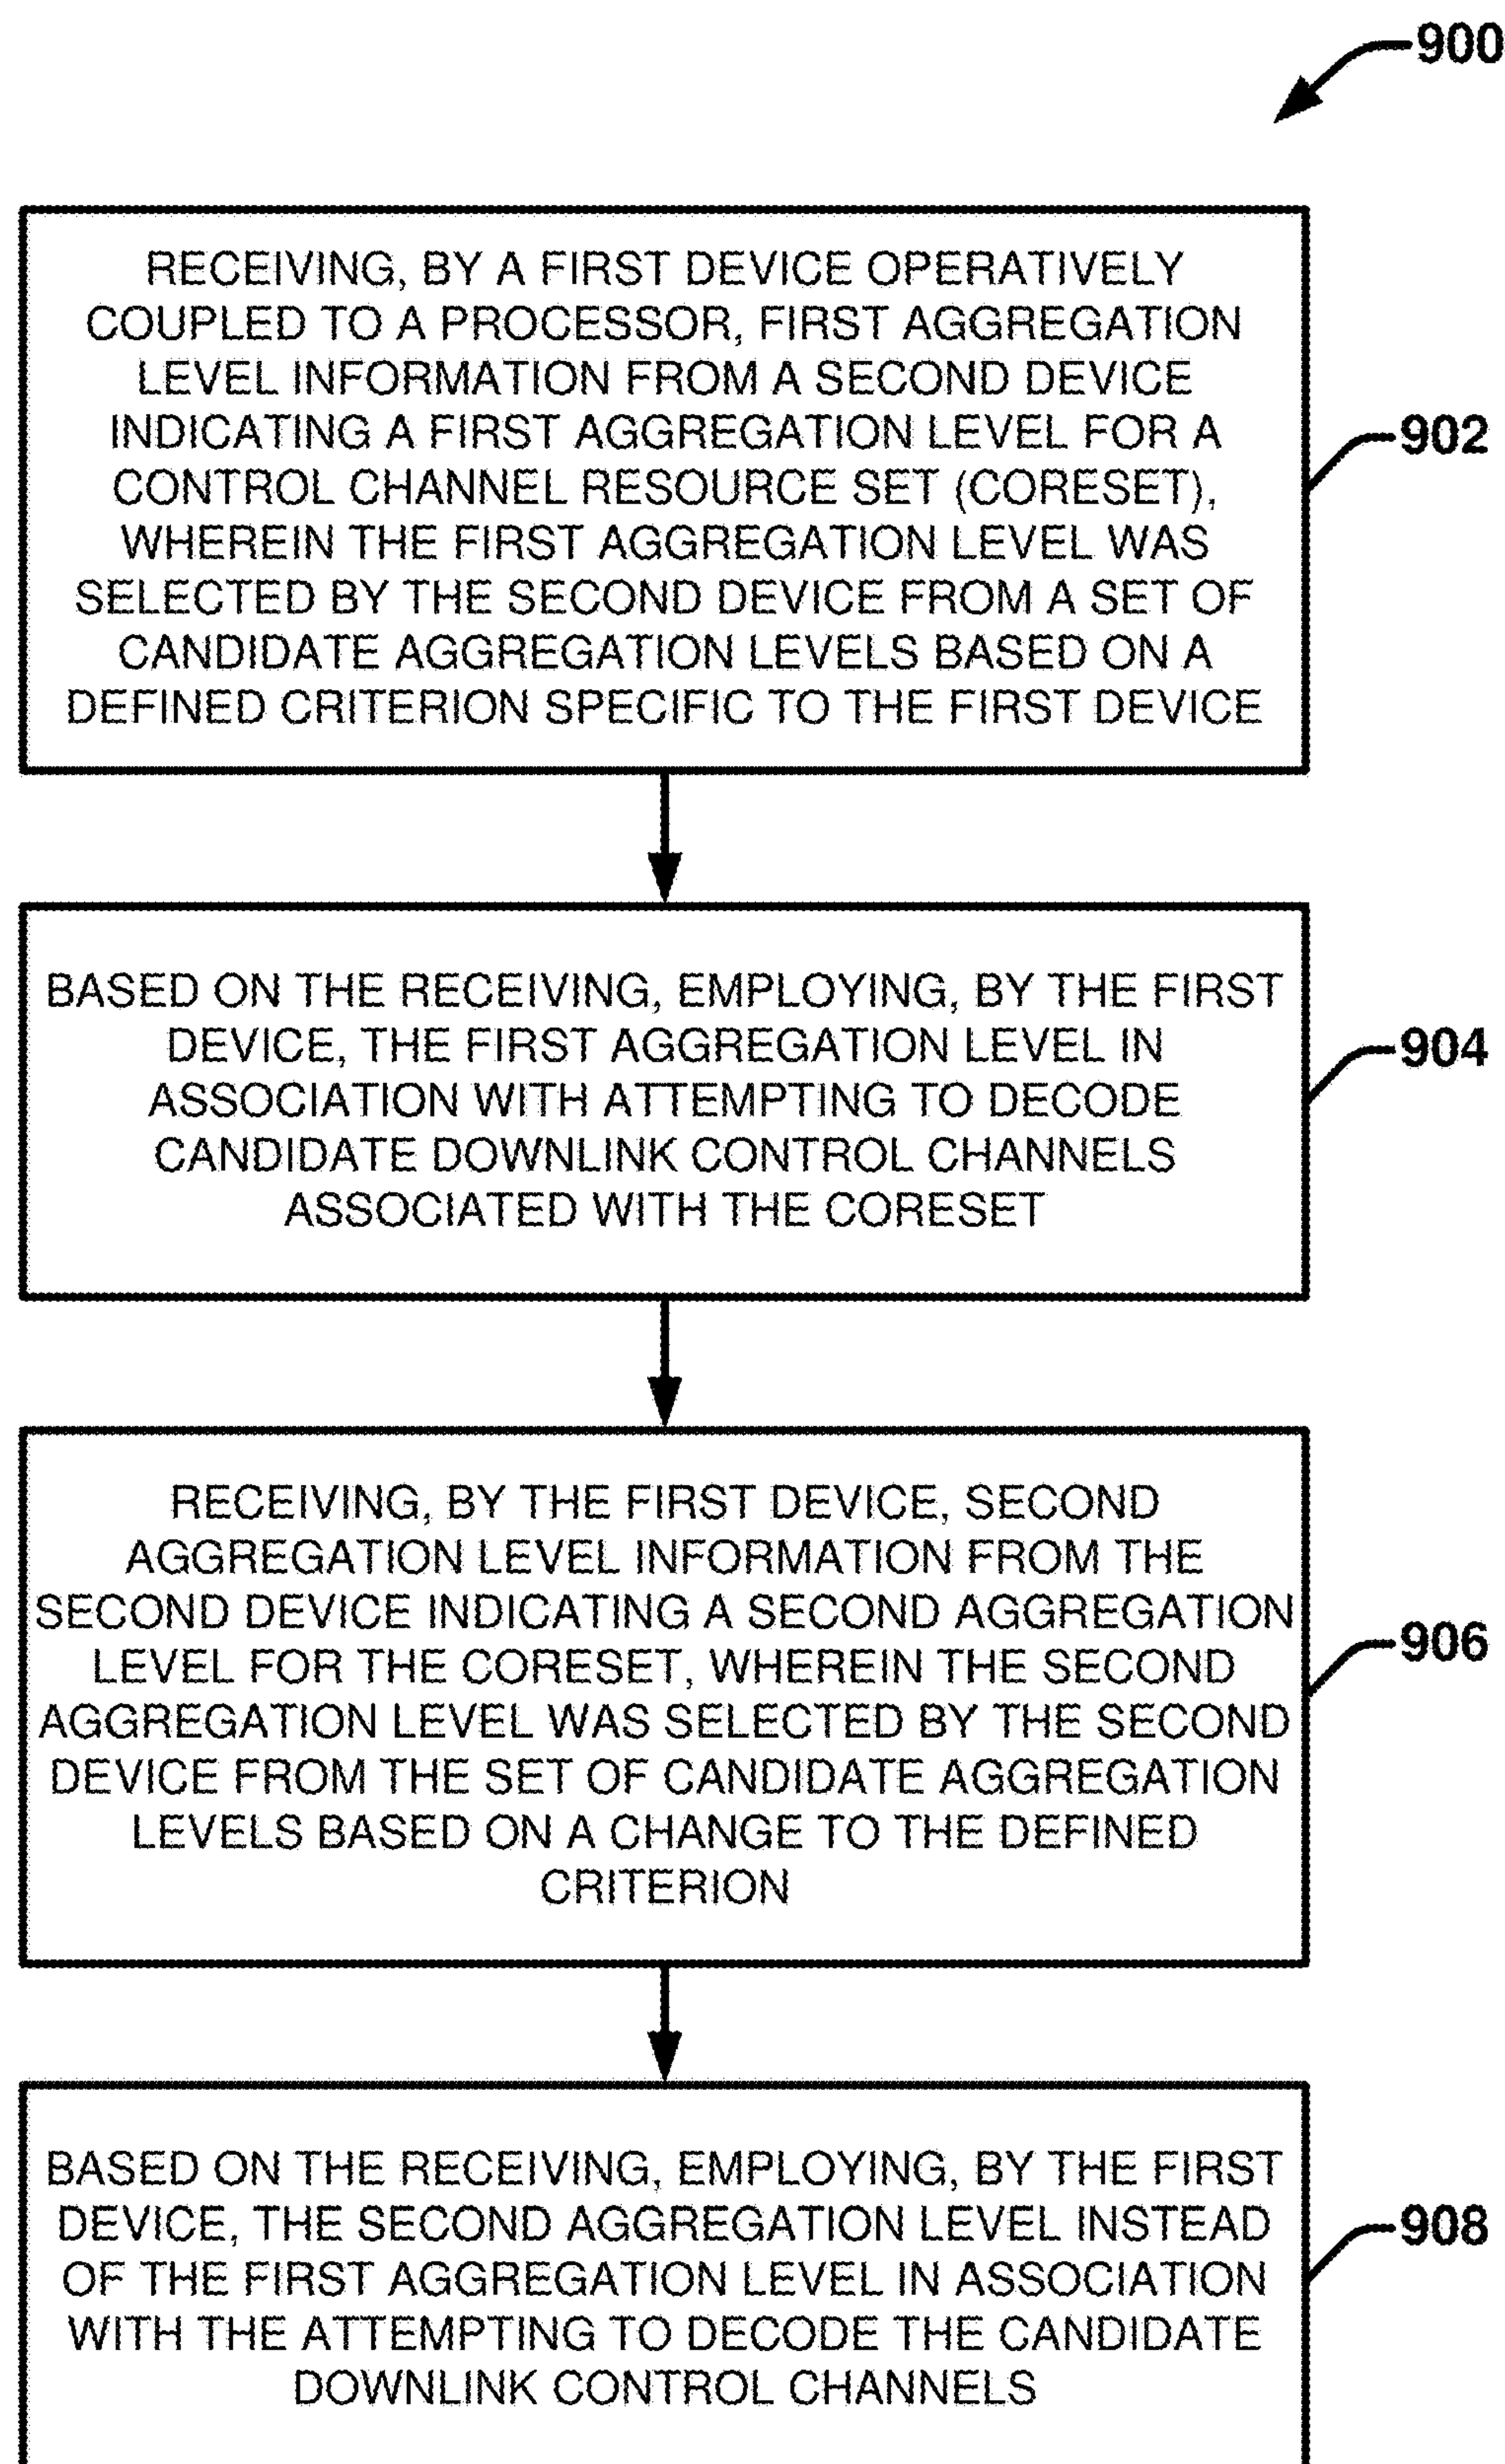 900
RECEIVING, BY A FIRST DEVICE OPERATIVELY
COUPLED TO A PROCESSOR, FIRST AGGREGATION
LEVEL INFORMATION FROM A SECOND DEVICE
INDICATING A FIRST AGGREGATION LEVEL FOR A
CONTROL CHANNEL RESOURCE SET (CORESET),
WHEREIN THE FIRST AGGREGATION LEVEL WAS
SELECTED BY THE SECOND DEVICE FROM A SET OF
CANDIDATE AGGREGATION LEVELS BASED ON A
DEFINED CRITERION SPECIFIC TO THE FIRST DEVICE
902
BASED ON THE RECEIVING, EMPLOYING, BY THE FIRST
DEVICE, THE FIRST AGGREGATION LEVEL IN
ASSOCIATION WITH ATTEMPTING TO DECODE
CANDIDATE DOWNLINK CONTROL CHANNELS
ASSOCIATED WITH THE CORESET
904
RECEIVING, BY THE FIRST DEVICE, SECOND
AGGREGATION LEVEL INFORMATION FROM THE
SECOND DEVICE INDICATING A SECOND AGGREGATION
LEVEL FOR THE CORESET, WHEREIN THE SECOND
AGGREGATION LEVEL WAS SELECTED BY THE SECOND
DEVICE FROM THE SET OF CANDIDATE AGGREGATION
LEVELS BASED ON A CHANGE TO THE DEFINED
CRITERION
906
BASED ON THE RECEIVING, EMPLOYING, BY THE FIRST
DEVICE, THE SECOND AGGREGATION LEVEL INSTEAD
OF THE FIRST AGGREGATION LEVEL IN ASSOCIATION
WITH THE ATTEMPTING TO DECODE THE CANDIDATE
DOWNLINK CONTROL CHANNELS
908